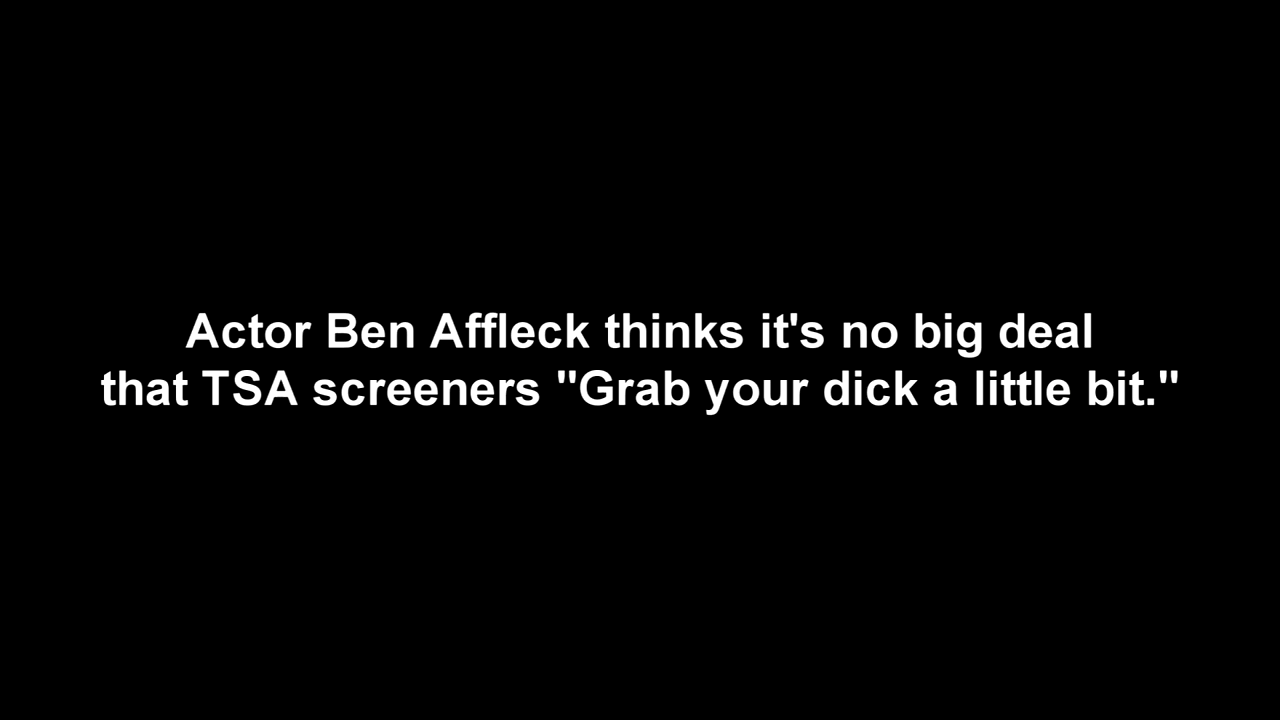 Actor Ben Affleck thinks it's no big deal
that TSA screeners "Grab your dick a little bit."